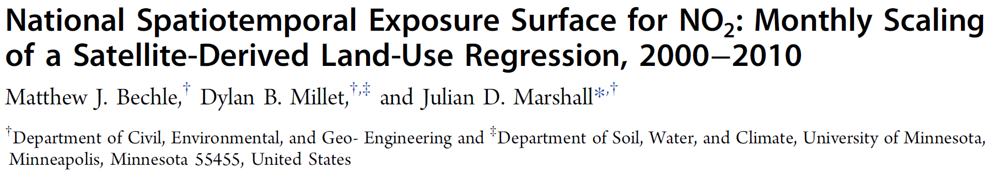 National Spatiotemporal Exposure Surface for NO₂: Monthly Scaling
of a Satellite-Derived Land-Use Regression, 2000−2010
Matthew J. Bechle,† Dylan B. Millet,†,‡ and Julian D. Marshall*,†
†Department of Civil, Environmental, and Geo- Engineering and ‡Department of Soil, Water, and Climate, University of Minnesota,
Minneapolis, Minnesota 55455, United States